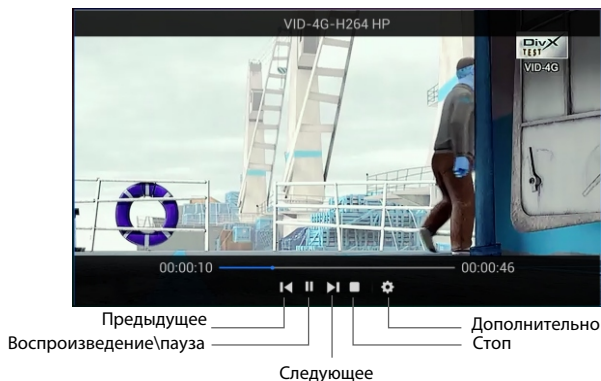 VID-4G-H264 HP
DivX
TEST
VID-4G
00:00:10
00:00:46
Предыдущее
Дополнительно
Воспроизведение\пауза
Стоп
Следующее